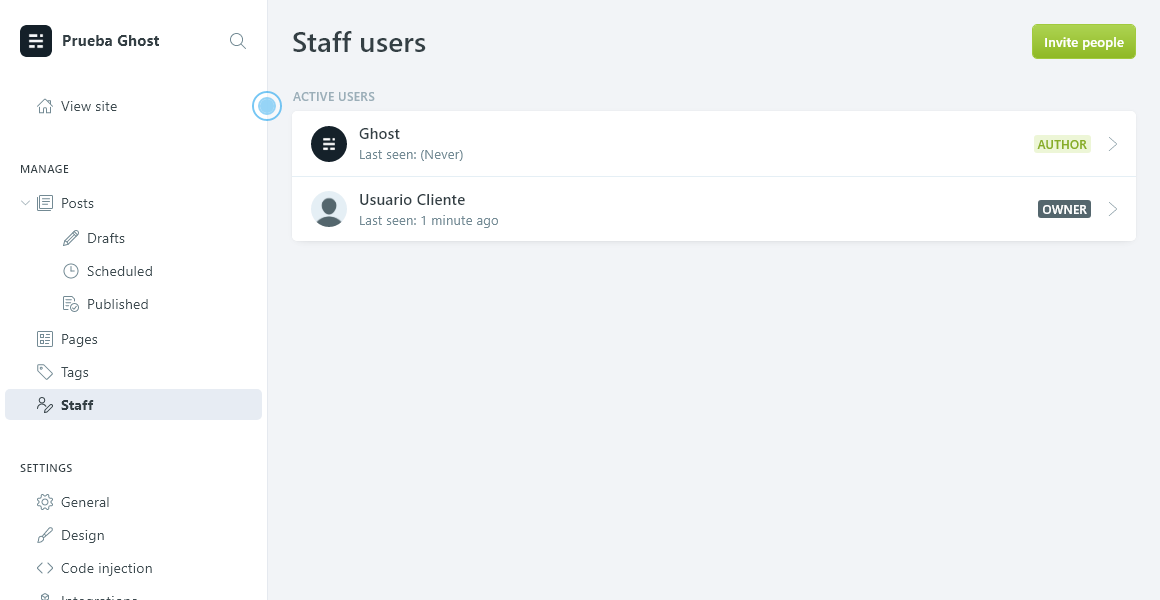 Prueba Ghost
View site
MANAGE
Posts
Drafts
Scheduled
Published
Pages
Tags
Staff
SETTINGS
General
Design
Code injection
Integrations
Staff users
Invite people
ACTIVE USERS
Ghost
Last seen: (Never)
AUTHOR
Usuario Cliente
Last seen: 1 minute ago
OWNER